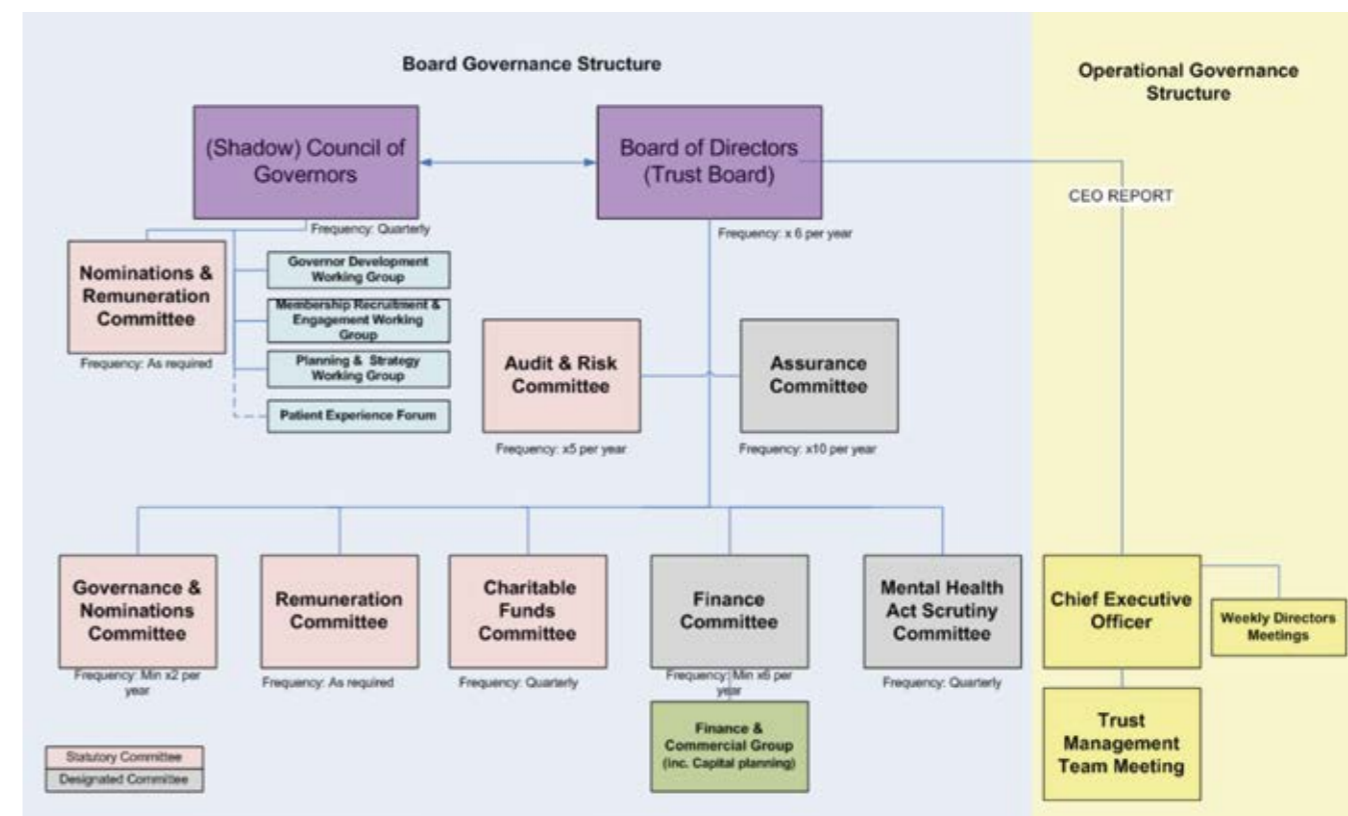 Board Governance Structure
Operational Governance
Structure
(Shadow) Council of
Governors
Board of Directors
(Trust Board)
CEO REPORT
Frequency: Quarterly
Frequency: x 6 per year
Nominations &
Remuneration
Committee
Frequency: As required
Governor Development
Working Group
Membership Recruitment &
Engagement Working
Group
Planning & Strategy
Working Group
Patient Experience Forum
Audit & Risk
Committee
Frequency: x5 per year
Assurance
Committee
Frequency: x10 per year
Governance &
Nominations
Committee
Frequency: Min x2 per
year
Remuneration
Committee
Frequency: As required
Charitable
Funds
Committee
Frequency: Quarterly
Finance
Committee
Frequency: Min x6 per
year
Mental Health
Act Scrutiny
Committee
Frequency: Quarterly
Chief Executive
Officer
Weekly Directors
Meetings
Finance &
Commercial Group
(inc. Capital planning)
Trust
Management
Team Meeting
Statutory Committee
Designated Committee